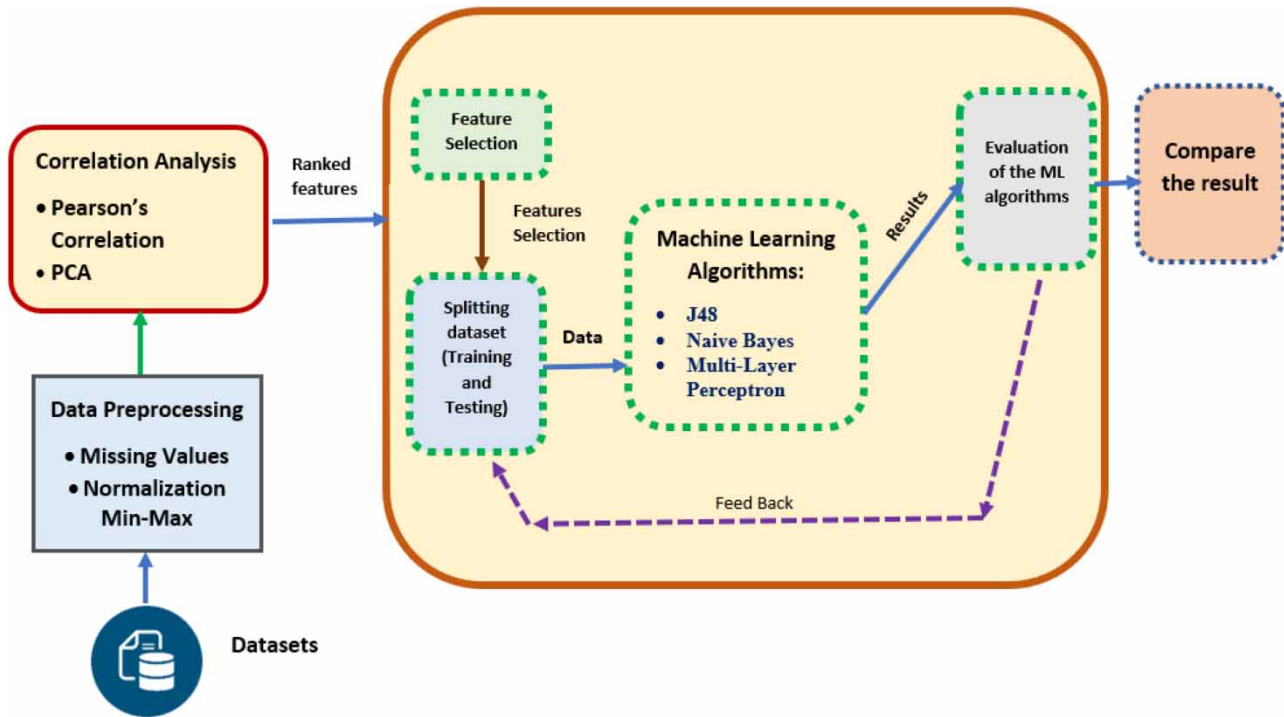 Correlation Analysis
• Pearson's
Correlation
• PCA
Data Preprocessing
• Missing Values
• Normalization
Min-Max
Datasets
Ranked
features
Feature
Selection
Features
Selection
Splitting
dataset
(Training
and
Testing)
Data
Machine Learning
Algorithms:
• J48
• Naive Bayes
• Multi-Layer
Perceptron
Results
Evaluation
of the ML
algorithms
Feed Back
Compare
the result